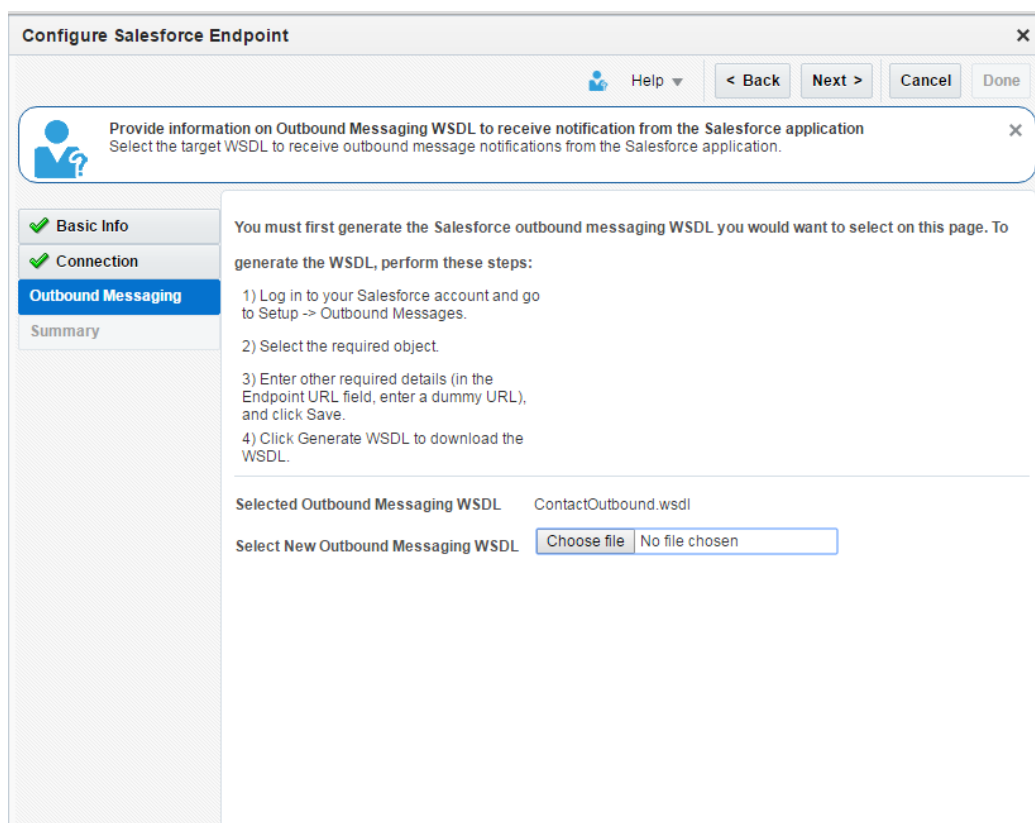 Configure Salesforce Endpoint
Help
< Back
Next >
Cancel
Done
Provide information on Outbound Messaging WSDL to receive notification from the Salesforce application
Select the target WSDL to receive outbound message notifications from the Salesforce application.
Basic Info
Connection
Outbound Messaging
Summary
You must first generate the Salesforce outbound messaging WSDL you would want to select on this page. To
generate the WSDL, perform these steps:
1) Log in to your Salesforce account and go
to Setup -> Outbound Messages.
2) Select the required object.
3) Enter other required details (in the
Endpoint URL field, enter a dummy URL),
and click Save.
4) Click Generate WSDL to download the
WSDL.
Selected Outbound Messaging WSDL ContactOutbound.wsdl
Select New Outbound Messaging WSDL Choose file No file chosen